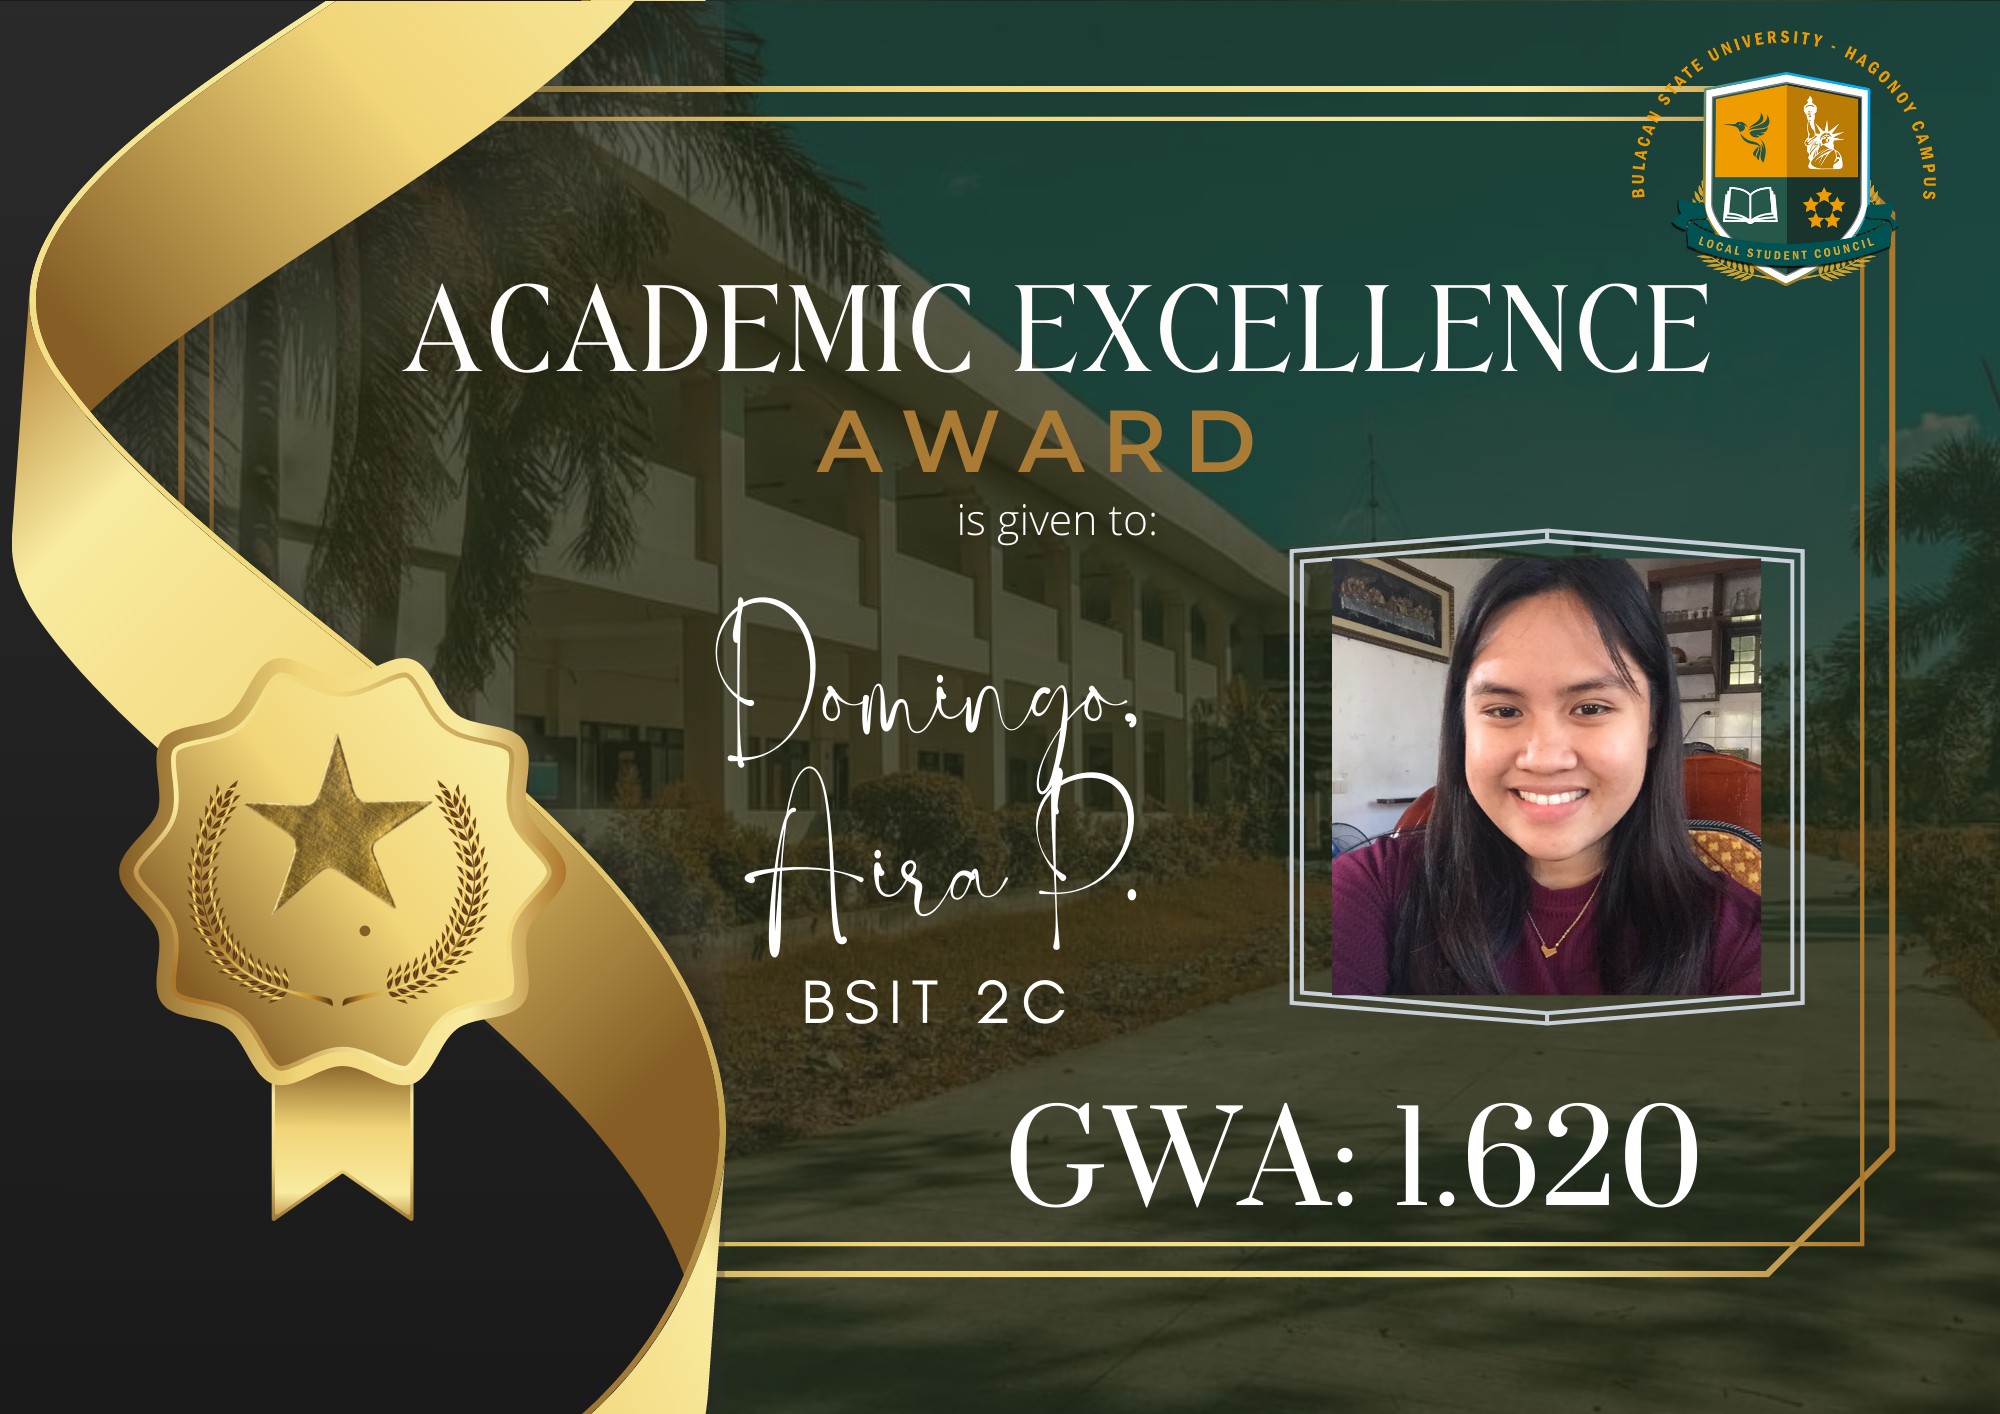 BULACAN STATE UNIVERSITY - HAGONOY CAMPUS
LOCAL STUDENT COUNCIL
ACADEMIC EXCELLENCE
AWARD
is given to:
Domingo,
Aira P.
BSIT 2C
GWA: 1.620